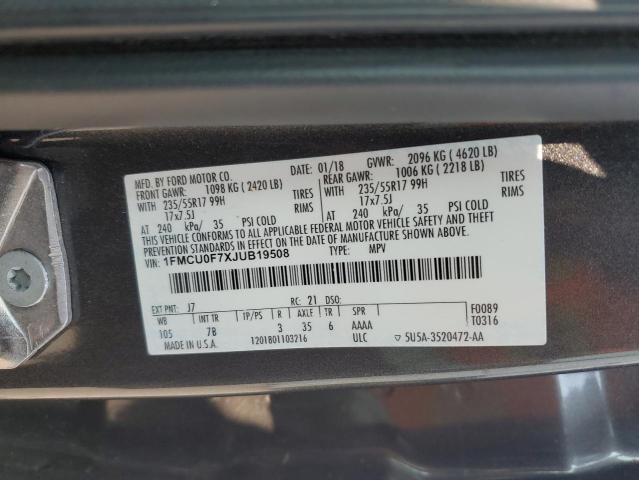 MFD. BY FORD MOTOR CO. DATE: 01/18 GVWR: 2096 KG ( 4620 LB)
FRONT GAWR: 1098 KG ( 2420 LB) REAR GAWR: 1006 KG ( 2218 LB)
WITH 235/55R17 99H TIRES WITH 235/55R17 99H TIRES
17x7.5J RIMS 17x7.5J RIMS
AT 240 kPa/ 35 PSI COLD AT 240 kPa/ 35 PSI COLD
THIS VEHICLE CONFORMS TO ALL APPLICABLE FEDERAL MOTOR VEHICLE SAFETY AND THEFT
PREVENTION STANDARDS IN EFFECT ON THE DATE OF MANUFACTURE SHOWN ABOVE.
VIN: 1FMCU0F7XJUB19508 TYPE: MPV
EXT PNT: J7 RC: 21 DSO: F0089
WB INT TR TP/PS R AXLE TR SPR T0316
105 7B 3 35 6 AAAA
MADE IN U.S.A. 1201801103216 ULC 5U5A-3520472-AA